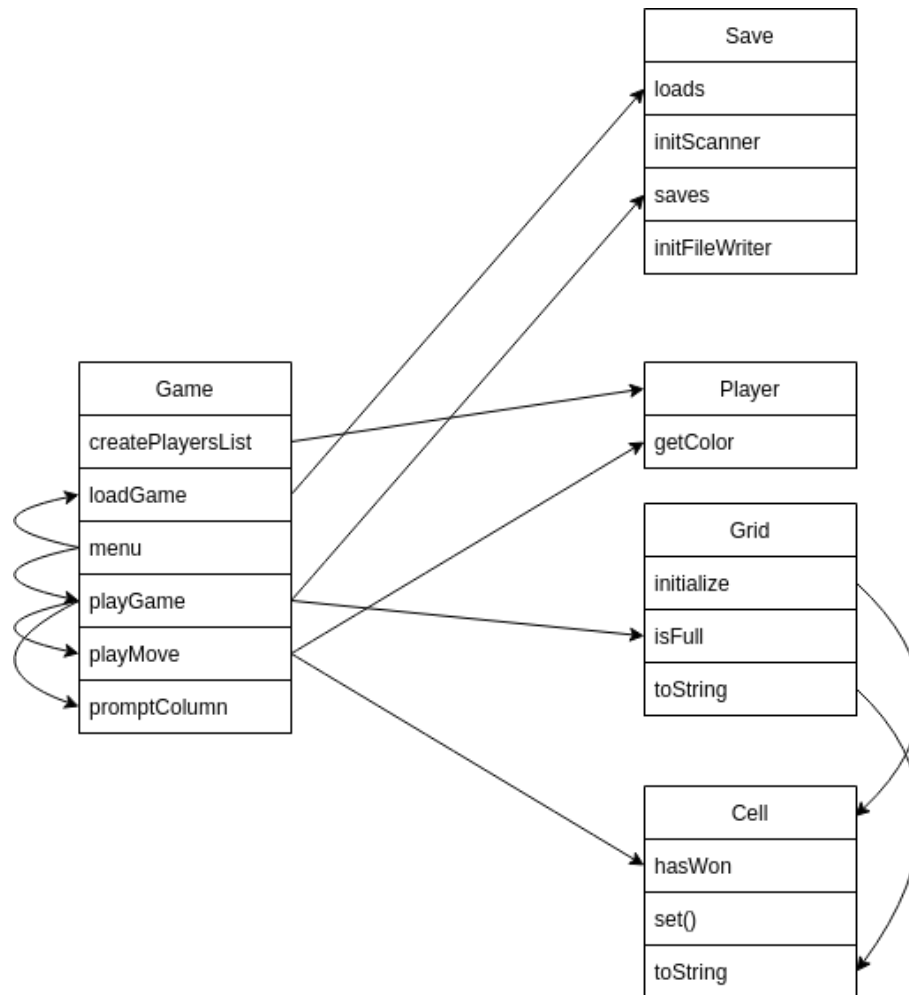 Save
loads
initScanner
saves
initFileWriter
Game
createPlayersList
loadGame
menu
playGame
playMove
promptColumn
Player
getColor
Grid
initialize
isFull
toString
Cell
hasWon
set()
toString